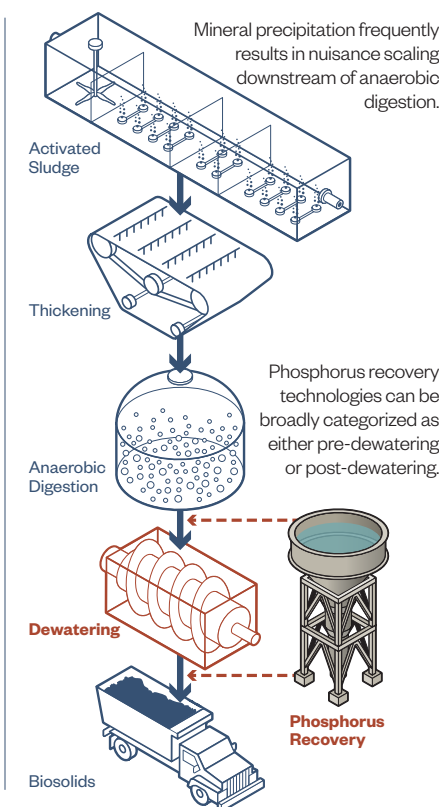 Mineral precipitation frequently
results in nuisance scaling
downstream of anaerobic
digestion.
Activated
Sludge
Thickening
Phosphorus recovery
technologies can be
broadly categorized as
either pre-dewatering
or post-dewatering.
Anaerobic
Digestion
Dewatering
Phosphorus
Recovery
Biosolids